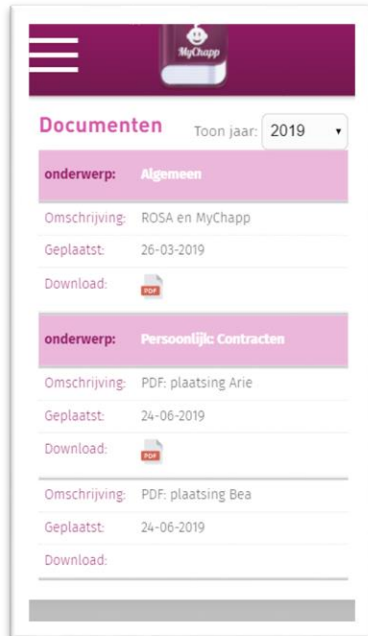 MyChapp
Documenten Toon jaar: 2019
onderwerp: Algemeen
Omschrijving: ROSA en MyChapp
Geplaatst: 26-03-2019
Download: PDF
onderwerp: Persoonlijk: Contracten
Omschrijving: PDF: plaatsing Arie
Geplaatst: 24-06-2019
Download: PDF
Omschrijving: PDF: plaatsing Bea
Geplaatst: 24-06-2019
Download: